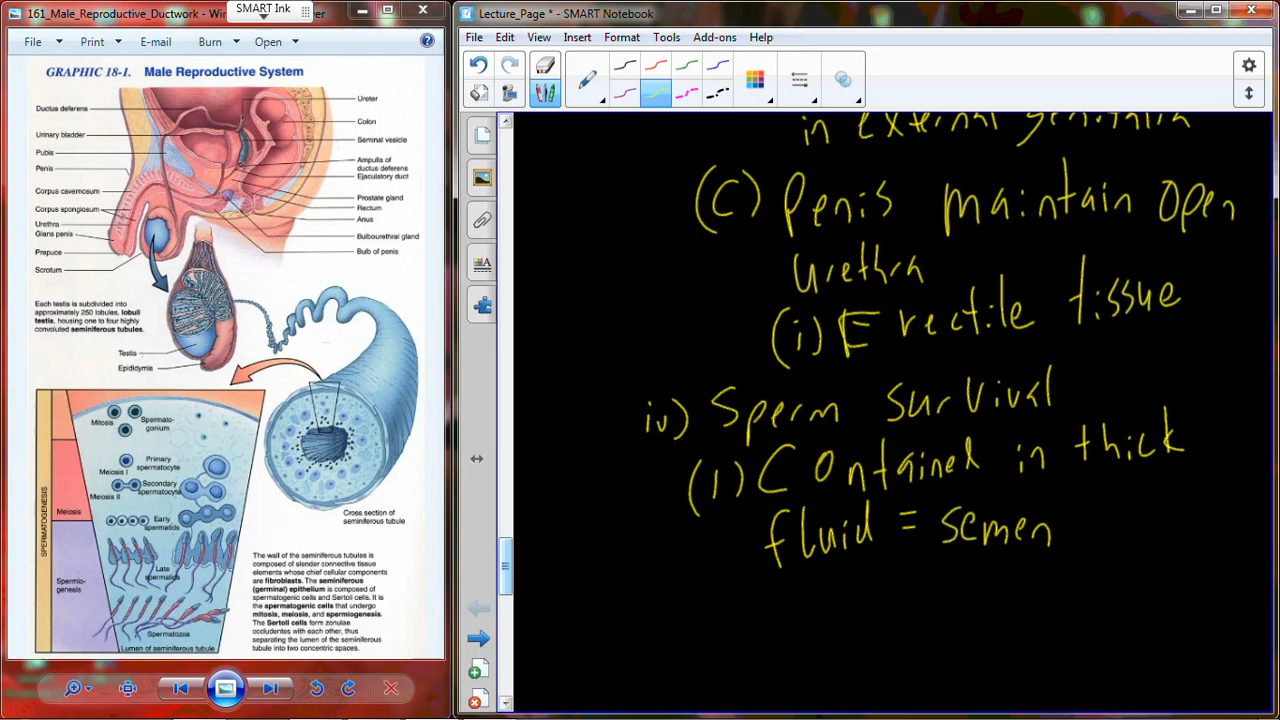 161_Male_Reproductive_Ductwork - Win
SMART Ink
File Print E-mail Burn Open
GRAPHIC 18-1. Male Reproductive System
Ductus deferens
Urinary bladder
Pubis
Penis
Corpus cavernosum
Corpus spongiosum
Urethra
Glans penis
Prepuce
Scrotum
Ureter
Colon
Seminal vesicle
Ampulla of
ductus deferens
Ejaculatory duct
Prostate gland
Rectum
Anus
Bulbourethral gland
Bulb of penis
Each testis is subdivided into
approximately 250 lobules, lobuli
testis, housing one to four highly
convoluted seminiferous tubules.
Testis
Epididymis
SPERMATOGENESIS
Meiosis
Spermio-
genesis
Mitosis
Spermato-
gonium
Primary
spermatocyte
Meiosis I
Secondary
spermatocyte
Meiosis II
Early
spermatids
Late
spermatids
Spermatozoa
Lumen of seminiferous tubule
Cross section of
seminiferous tubule
The wall of the seminiferous tubules is
composed of slender connective tissue
elements whose chief cellular components
are fibroblasts. The seminiferous
(germinal) epithelium is composed of
spermatogenic cells and Sertoli cells. It is
the spermatogenic cells that undergo
mitosis, meiosis, and spermiogenesis.
The Sertoli cells form zonulae
occludentes with each other, thus
separating the lumen of the seminiferous
tubule into two concentric spaces.
Lecture_Page * - SMART Notebook
File Edit View Insert Format Tools Add-ons Help
in external genitalia
(C) Penis maintain open
urethra
(i) Erectile tissue
iv) Sperm survival
(1) Contained in thick
fluid = semen